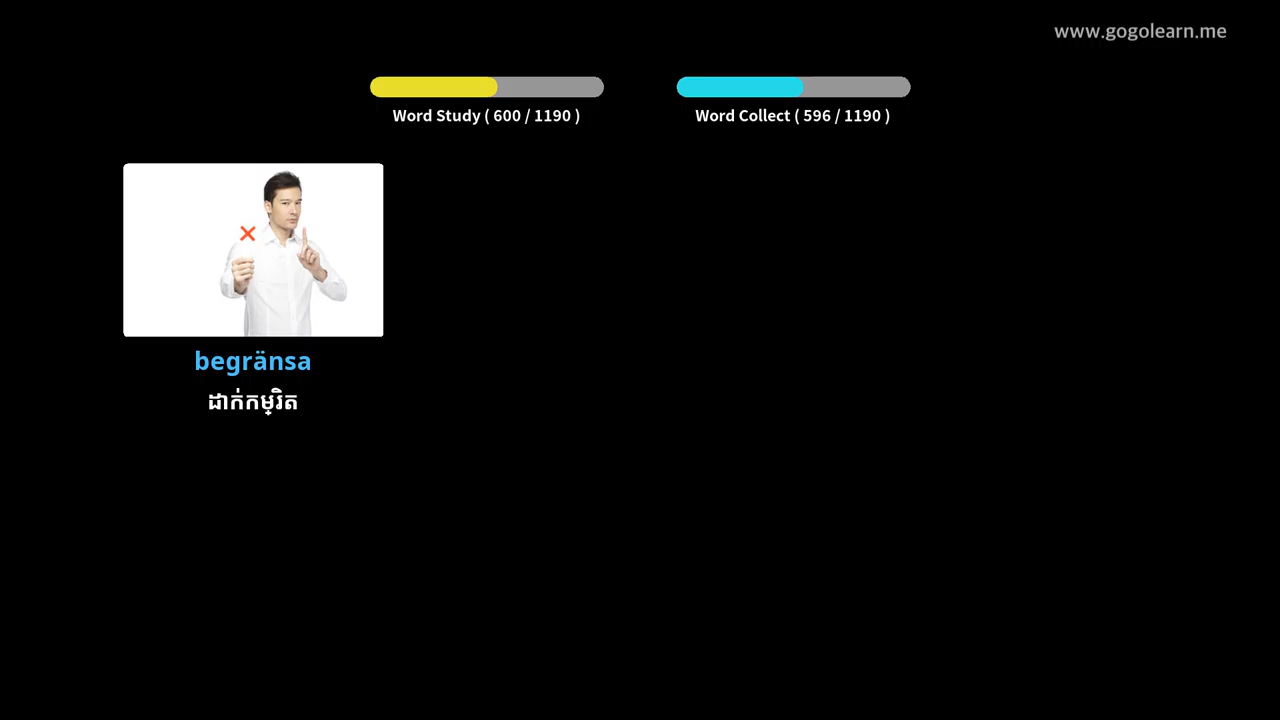 www.gogolearn.me
Word Study ( 600 / 1190 )
Word Collect ( 596 / 1190 )
begränsa
ដាក់កម្រិត